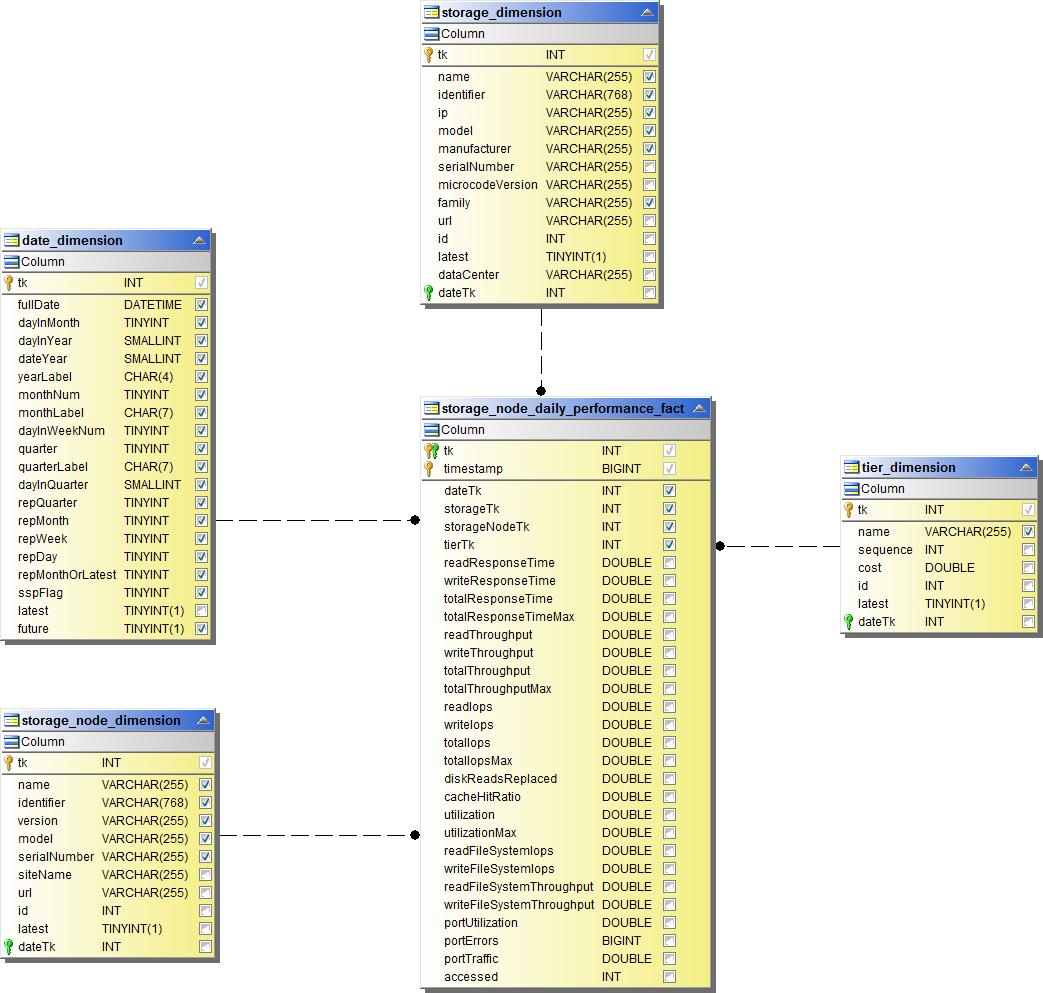 storage_dimension
Column
tk INT
name VARCHAR(255)
identifier VARCHAR(768)
ip VARCHAR(255)
model VARCHAR(255)
manufacturer VARCHAR(255)
serialNumber VARCHAR(255)
microcodeVersion VARCHAR(255)
family VARCHAR(255)
url VARCHAR(255)
id INT
latest TINYINT(1)
dataCenter VARCHAR(255)
dateTk INT
date_dimension
Column
tk INT
fullDate DATETIME
dayInMonth TINYINT
dayInYear SMALLINT
dateYear SMALLINT
yearLabel CHAR(4)
monthNum TINYINT
monthLabel CHAR(7)
dayInWeekNum TINYINT
quarter TINYINT
quarterLabel CHAR(7)
dayInQuarter SMALLINT
repQuarter TINYINT
repMonth TINYINT
repWeek TINYINT
repDay TINYINT
repMonthOrLatest TINYINT
sspFlag TINYINT
latest TINYINT(1)
future TINYINT(1)
storage_node_daily_performance_fact
Column
tk INT
timestamp BIGINT
dateTk INT
storageTk INT
storageNodeTk INT
tierTk INT
readResponseTime DOUBLE
writeResponseTime DOUBLE
totalResponseTime DOUBLE
totalResponseTimeMax DOUBLE
readThroughput DOUBLE
writeThroughput DOUBLE
totalThroughput DOUBLE
totalThroughputMax DOUBLE
readIops DOUBLE
writeIops DOUBLE
totalIops DOUBLE
totalIopsMax DOUBLE
diskReadsReplaced DOUBLE
cacheHitRatio DOUBLE
utilization DOUBLE
utilizationMax DOUBLE
readFileSystemIops DOUBLE
writeFileSystemIops DOUBLE
readFileSystemThroughput DOUBLE
writeFileSystemThroughput DOUBLE
portUtilization DOUBLE
portErrors BIGINT
portTraffic DOUBLE
accessed INT
tier_dimension
Column
tk INT
name VARCHAR(255)
sequence INT
cost DOUBLE
id INT
latest TINYINT(1)
dateTk INT
storage_node_dimension
Column
tk INT
name VARCHAR(255)
identifier VARCHAR(768)
version VARCHAR(255)
model VARCHAR(255)
serialNumber VARCHAR(255)
siteName VARCHAR(255)
url VARCHAR(255)
id INT
latest TINYINT(1)
dateTk INT